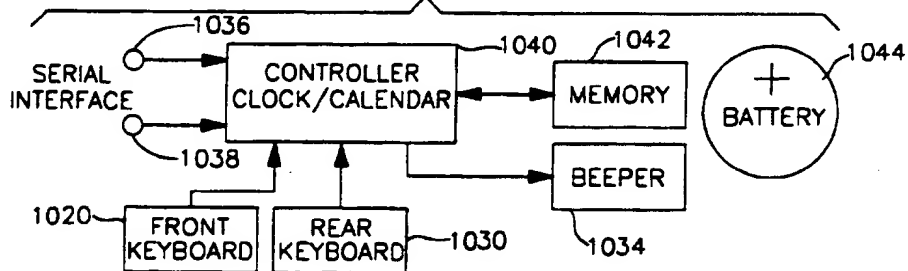 1036
SERIAL
INTERFACE
1038
1040
CONTROLLER
CLOCK/CALENDAR
1042
MEMORY
1044
+
BATTERY
BEEPER
1034
1020
FRONT
KEYBOARD
REAR
KEYBOARD
1030